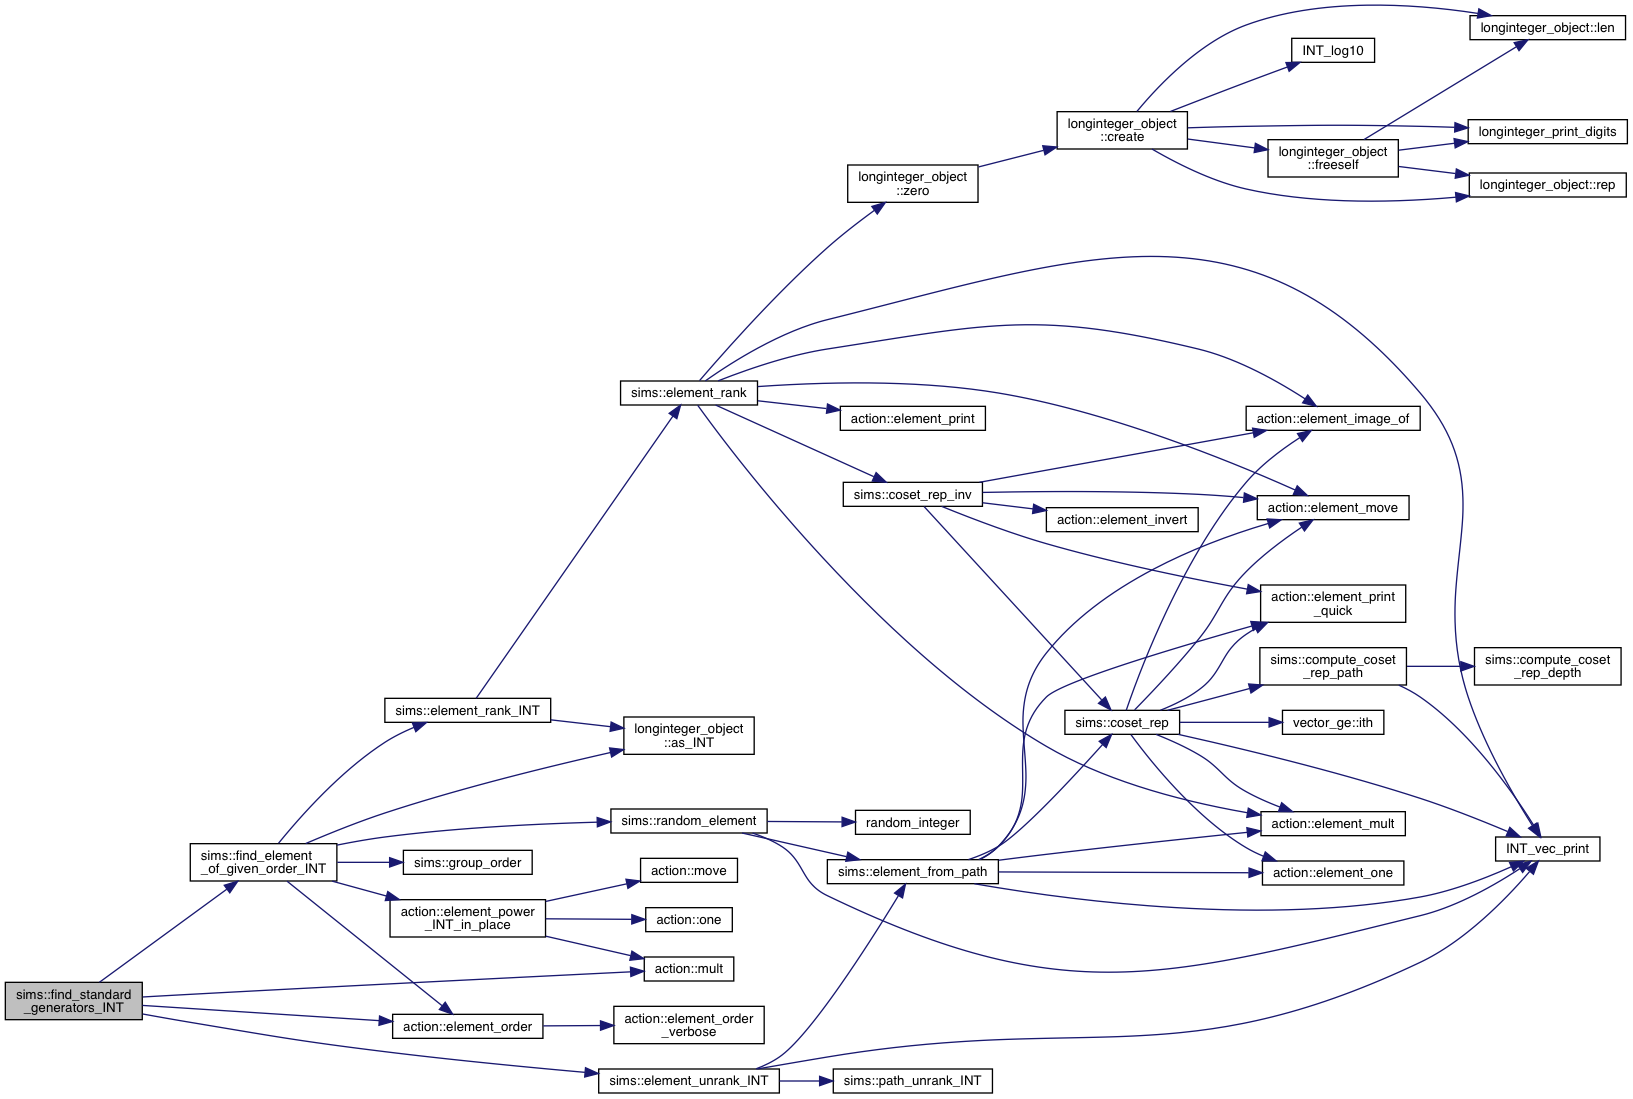 longinteger_object::len
INT_log10
longinteger_object
::create
longinteger_print_digits
longinteger_object
::freeself
longinteger_object
::zero
longinteger_object::rep
sims::element_rank
action::element_print
action::element_image_of
sims::coset_rep_inv
action::element_move
action::element_invert
action::element_print
_quick
sims::compute_coset
_rep_path
sims::compute_coset
_rep_depth
sims::element_rank_INT
longinteger_object
::as_INT
sims::coset_rep
vector_ge::ith
sims::random_element
random_integer
action::element_mult
INT_vec_print
sims::find_element
_of_given_order_INT
sims::group_order
action::move
sims::element_from_path
action::element_one
action::element_power
_INT_in_place
action::one
action::mult
sims::find_standard
_generators_INT
action::element_order
action::element_order
_verbose
sims::element_unrank_INT
sims::path_unrank_INT